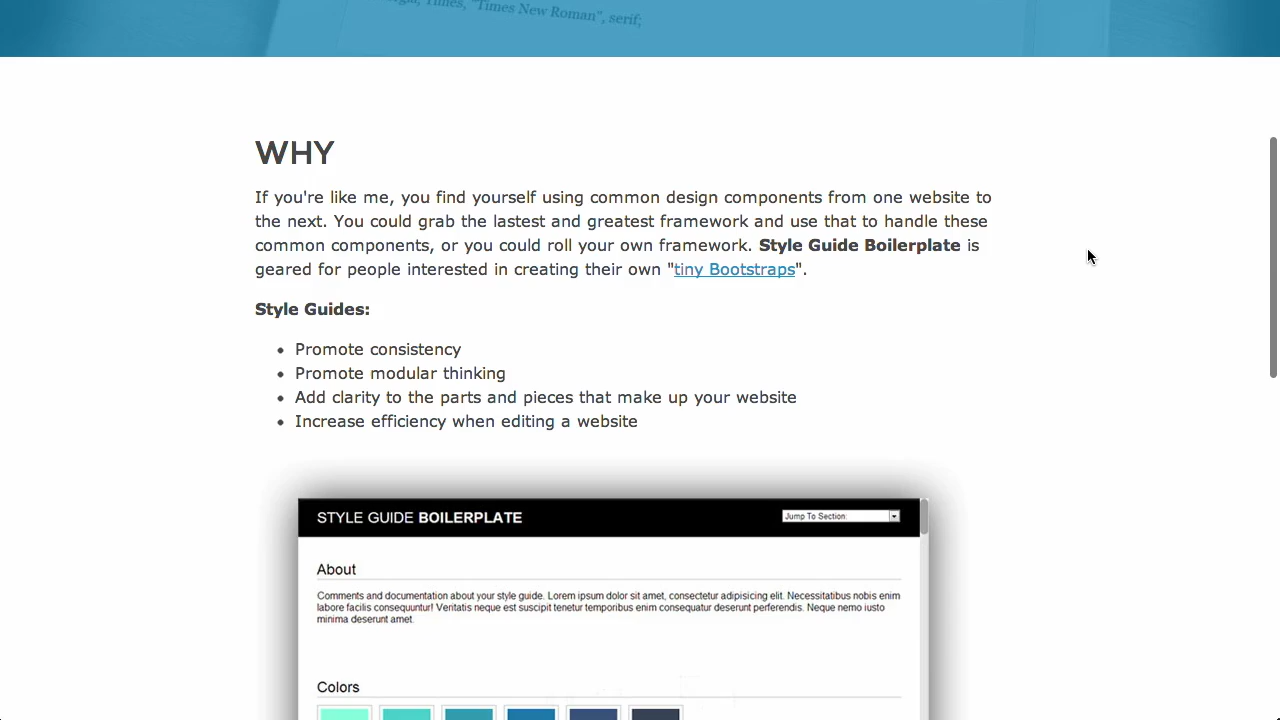 Times, "Times New Roman", serif;
WHY
If you're like me, you find yourself using common design components from one website to
the next. You could grab the lastest and greatest framework and use that to handle these
common components, or you could roll your own framework. Style Guide Boilerplate is
geared for people interested in creating their own "tiny Bootstraps".
Style Guides:
• Promote consistency
• Promote modular thinking
• Add clarity to the parts and pieces that make up your website
• Increase efficiency when editing a website
STYLE GUIDE BOILERPLATE
Jump To Section:
About
Comments and documentation about your style guide. Lorem ipsum dolor sit amet, consectetur adipisicing elit. Necessitatibus nobis enim
labore facilis consequuntur! Veritatis neque est suscipit tenetur temporibus enim consequatur deserunt perferendis. Neque nemo iusto
minima deserunt amet.
Colors